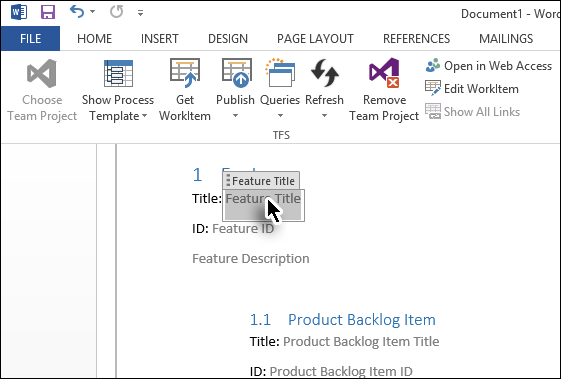 Document1 - Wor
FILE HOME INSERT DESIGN PAGE LAYOUT REFERENCES MAILINGS
Choose Team Project
Show Process Template
Get WorkItem
Publish
Queries
Refresh
Remove Team Project
Open in Web Access
Edit WorkItem
Show All Links
TFS
1
Feature Title
Title: Feature Title
ID: Feature ID
Feature Description
1.1 Product Backlog Item
Title: Product Backlog Item Title
ID: Product Backlog Item ID